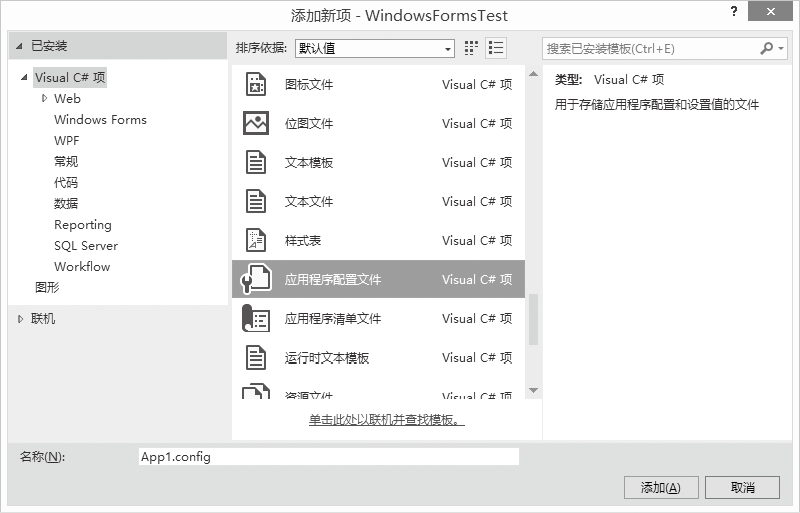 添加新项 - WindowsFormsTest
?
已安装
排序依据:
默认值
搜索已安装模板(Ctrl+E)
Visual C# 项
Web
Windows Forms
WPF
常规
代码
数据
Reporting
SQL Server
Workflow
图形
联机
图标文件 Visual C# 项
位图文件 Visual C# 项
文本模板 Visual C# 项
文本文件 Visual C# 项
样式表 Visual C# 项
应用程序配置文件 Visual C# 项
应用程序清单文件 Visual C# 项
运行时文本模板 Visual C# 项
资源文件 Visual C# 项
单击此处以联机并查找模板。
类型: Visual C# 项
用于存储应用程序配置和设置值的文件
名称(N):
App1.config
添加(A)
取消